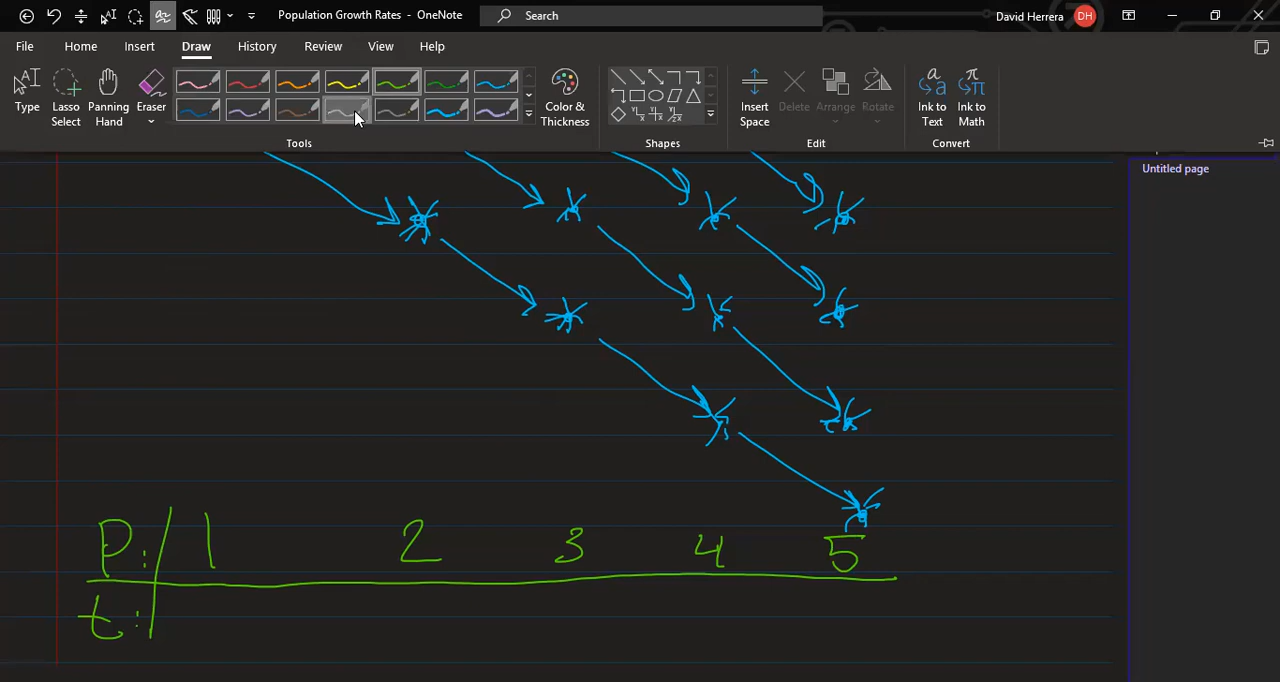 Population Growth Rates - OneNote
Search
David Herrera DH
File Home Insert Draw History Review View Help
Type
Lasso Select
Panning Hand
Eraser
Color & Thickness
Insert Space
Delete
Arrange
Rotate
Ink to Text
Ink to Math
Tools Shapes Edit Convert
Untitled page
P: 1 2 3 4 5
t: